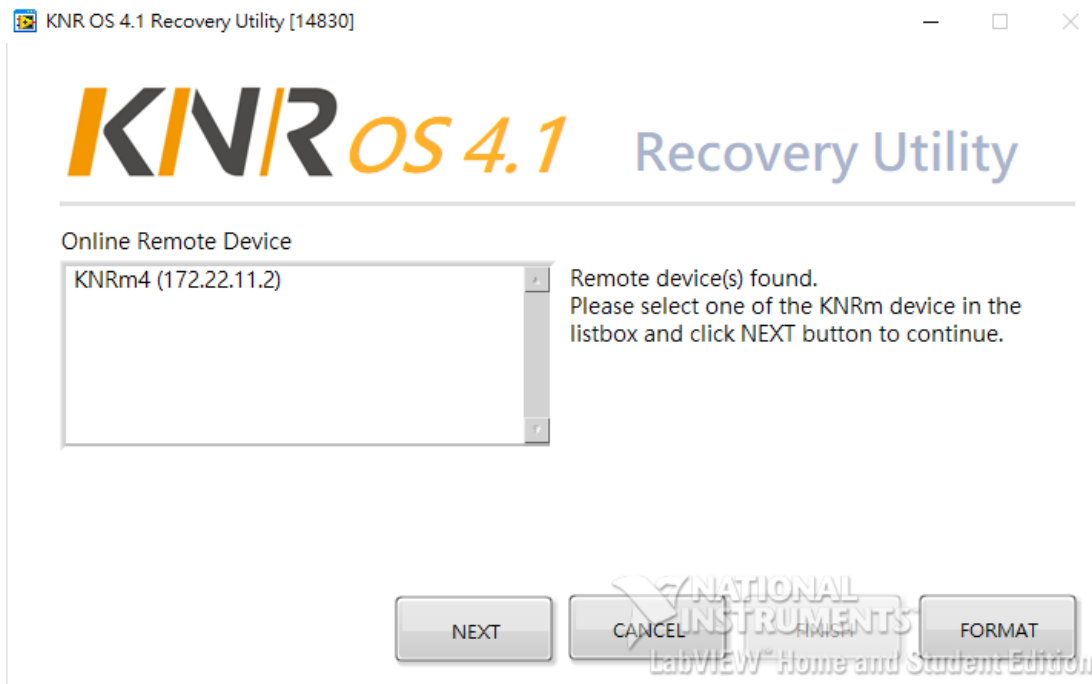 KNR OS 4.1 Recovery Utility [14830]
KNR OS 4.1 Recovery Utility
Online Remote Device
KNRm4 (172.22.11.2)
Remote device(s) found.
Please select one of the KNRm device in the
listbox and click NEXT button to continue.
NEXT
CANCEL
FINISH
FORMAT
NATIONAL
INSTRUMENTS
LabVIEW™ Home and Student Edition